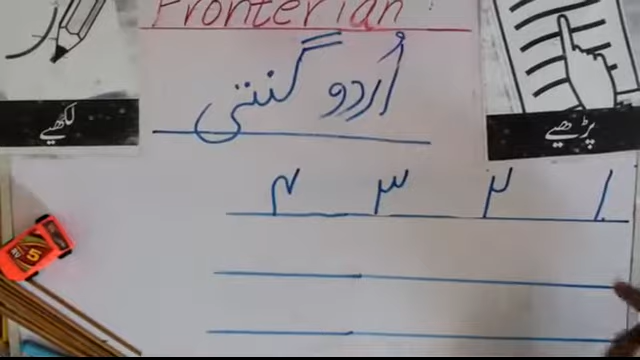 Fronterian
اُردو گنتی
پڑھیے
لکھیے
۱ ۲ ۳ ۴
5